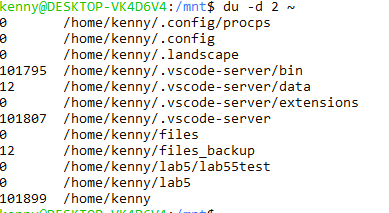 kenny@DESKTOP-VK4D6V4:/mnt$ du -d 2 ~
0 /home/kenny/.config/procps
0 /home/kenny/.config
0 /home/kenny/.landscape
101795 /home/kenny/.vscode-server/bin
12 /home/kenny/.vscode-server/data
0 /home/kenny/.vscode-server/extensions
101807 /home/kenny/.vscode-server
0 /home/kenny/files
12 /home/kenny/files_backup
0 /home/kenny/lab5/lab55test
0 /home/kenny/lab5
101899 /home/kenny